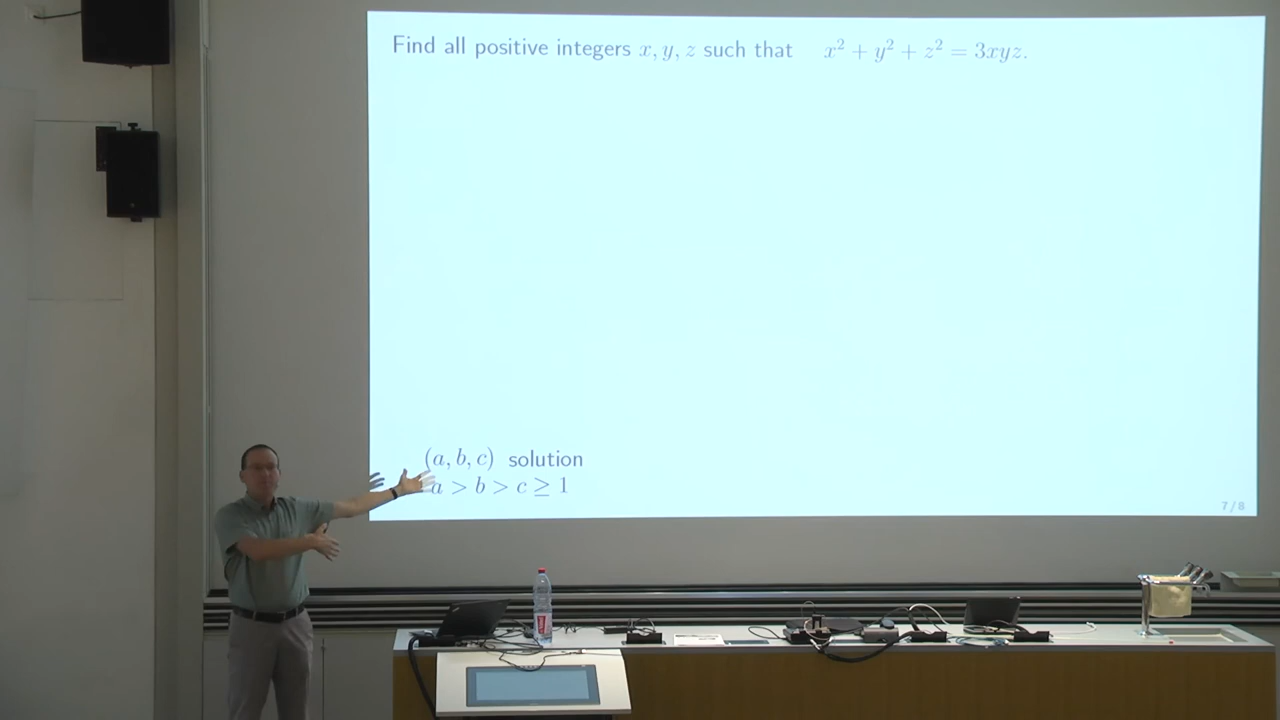 Find all positive integers x, y, z such that x² + y² + z² = 3xyz.
(a, b, c) solution
a > b > c ≥ 1
7 / 8